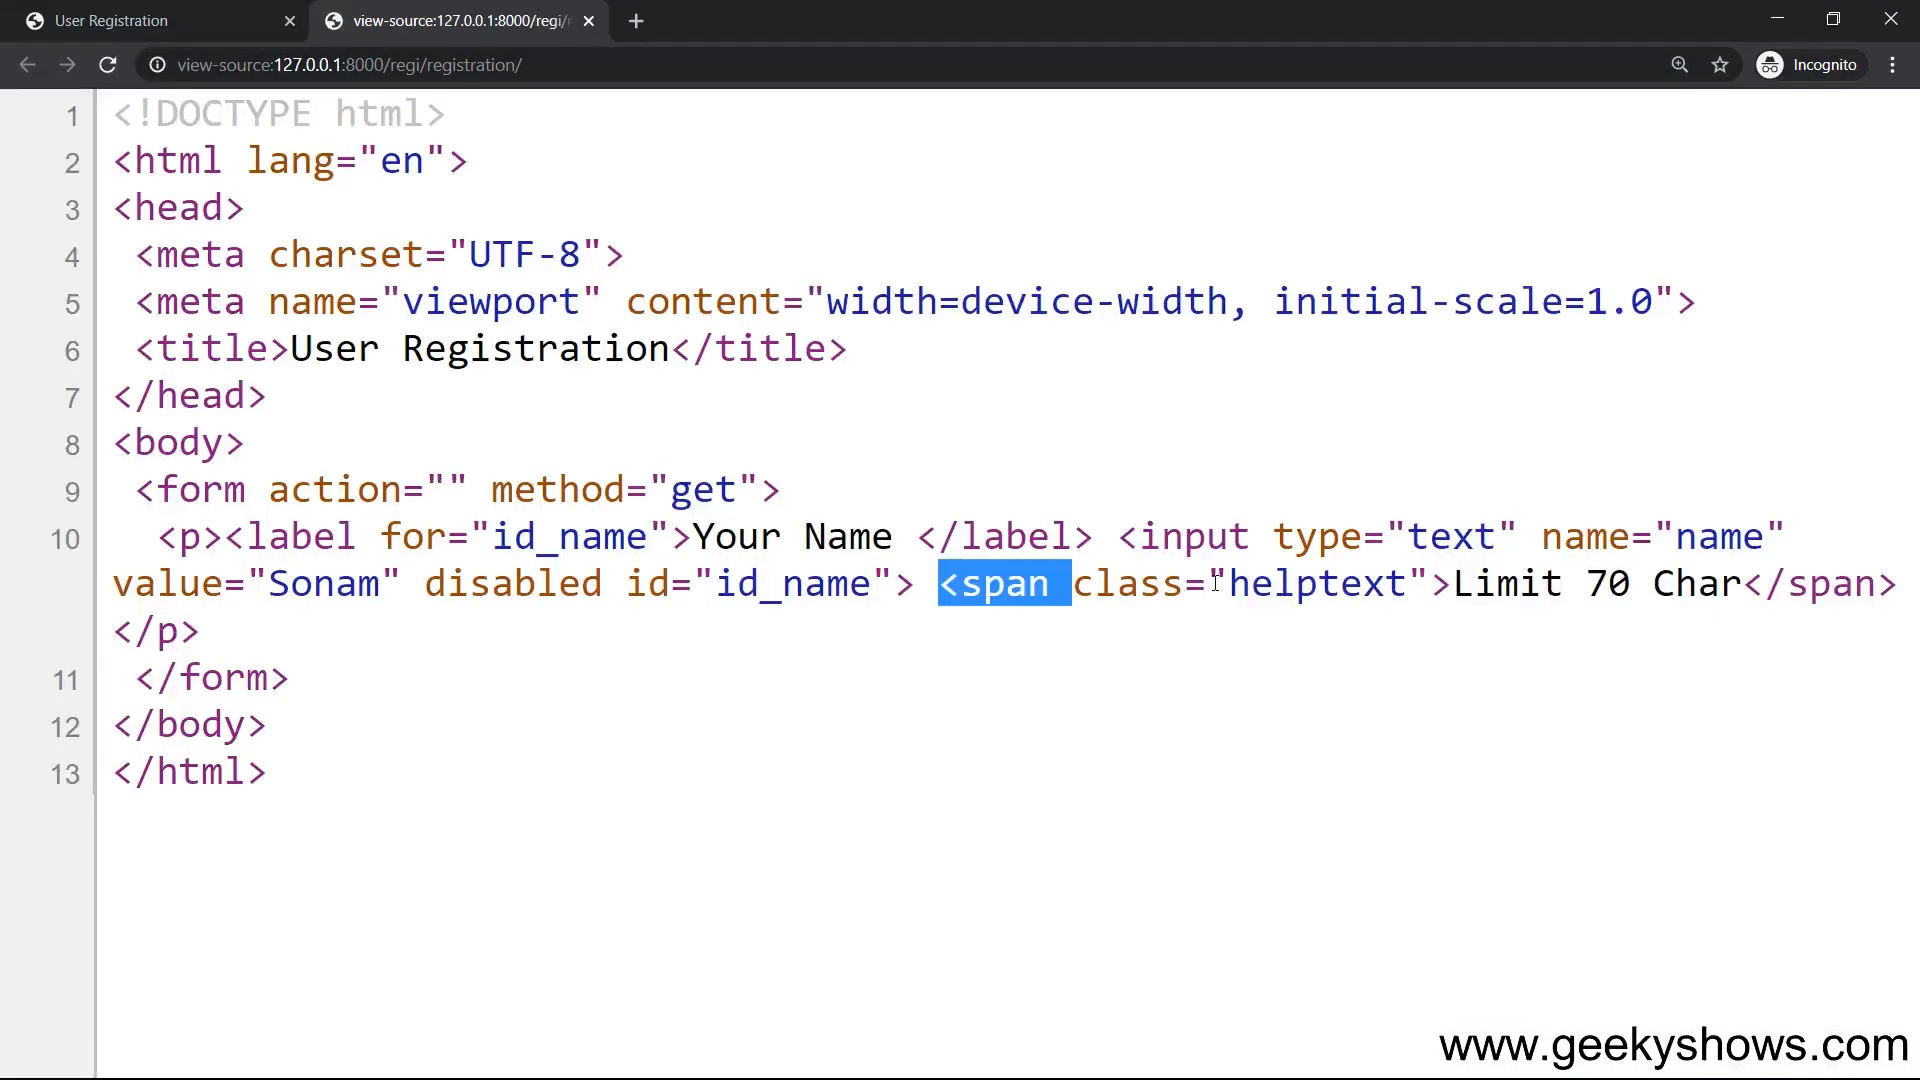 User Registration
view-source:127.0.0.1:8000/regi/r
view-source:127.0.0.1:8000/regi/registration/
Incognito
1 <!DOCTYPE html>
2 <html lang="en">
3 <head>
4 <meta charset="UTF-8">
5 <meta name="viewport" content="width=device-width, initial-scale=1.0">
6 <title>User Registration</title>
7 </head>
8 <body>
9 <form action="" method="get">
10 <p><label for="id_name">Your Name </label> <input type="text" name="name"
value="Sonam" disabled id="id_name"> <span class="helptext">Limit 70 Char</span>
</p>
11 </form>
12 </body>
13 </html>
www.geekyshows.com